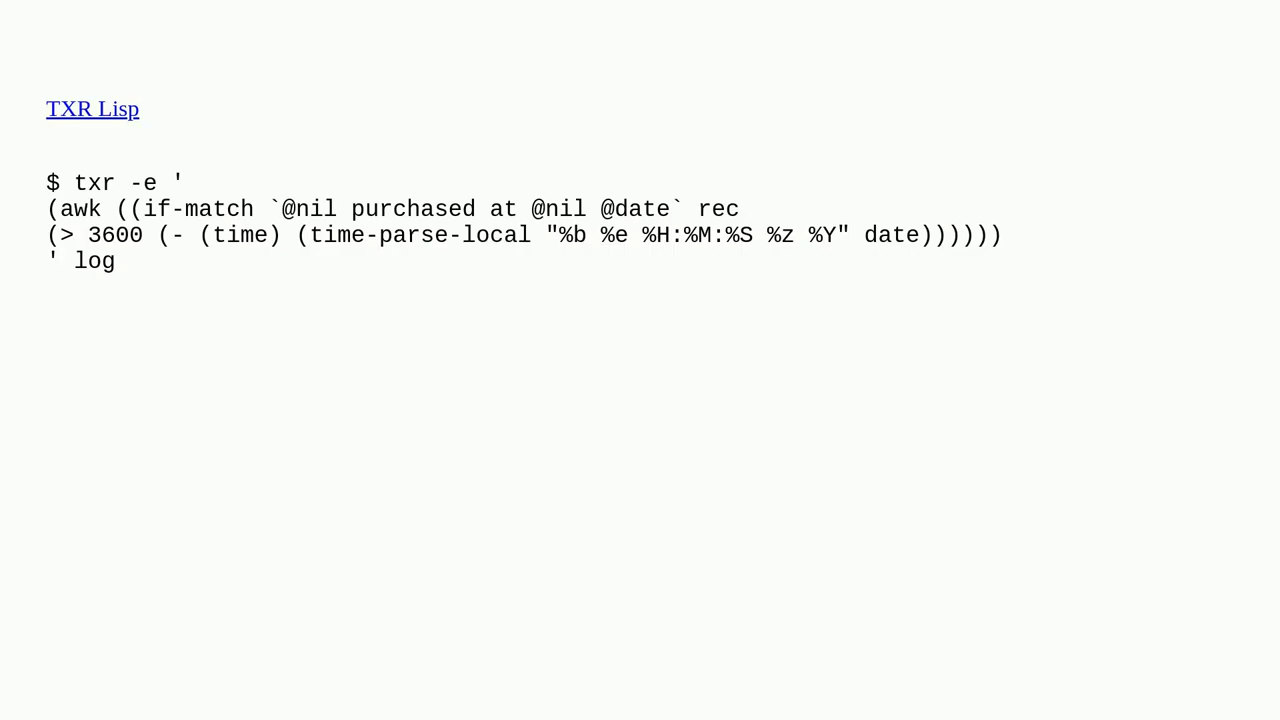 TXR Lisp
$ txr -e '
(awk ((if-match `@nil purchased at @nil @date` rec
(> 3600 (- (time) (time-parse-local "%b %e %H:%M:%S %z %Y" date))))))
' log